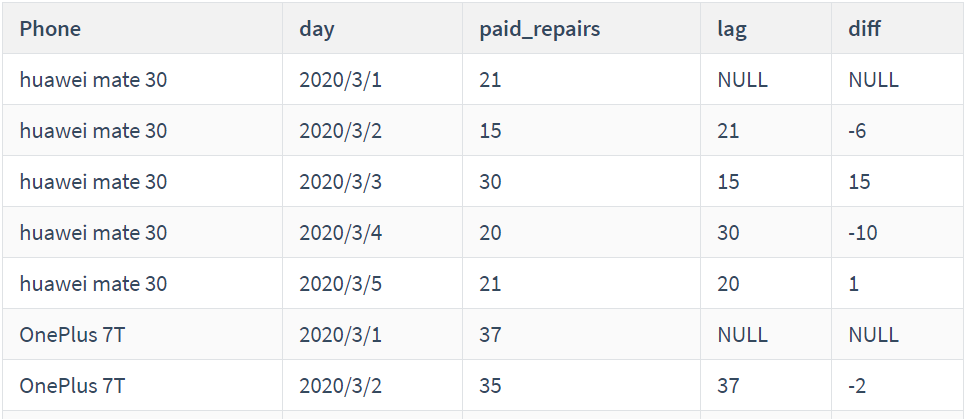 Phone day paid_repairs lag diff
huawei mate 30 2020/3/1 21 NULL NULL
huawei mate 30 2020/3/2 15 21 -6
huawei mate 30 2020/3/3 30 15 15
huawei mate 30 2020/3/4 20 30 -10
huawei mate 30 2020/3/5 21 20 1
OnePlus 7T 2020/3/1 37 NULL NULL
OnePlus 7T 2020/3/2 35 37 -2